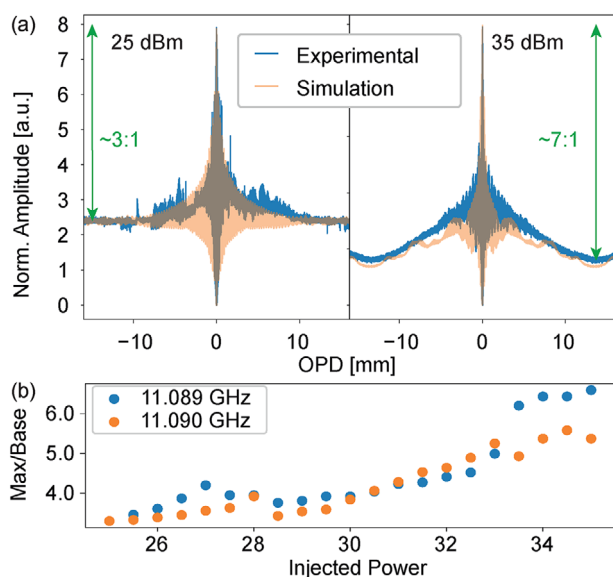 (a)
8
7
6
5
4
3
2
1
0
Norm. Amplitude [a.u.]
25 dBm
35 dBm
Experimental
Simulation
~3:1
~7:1
−10
0
10
−10
0
10
OPD [mm]
(b)
11.089 GHz
11.090 GHz
6.0
5.0
4.0
Max/Base
26
28
30
32
34
Injected Power